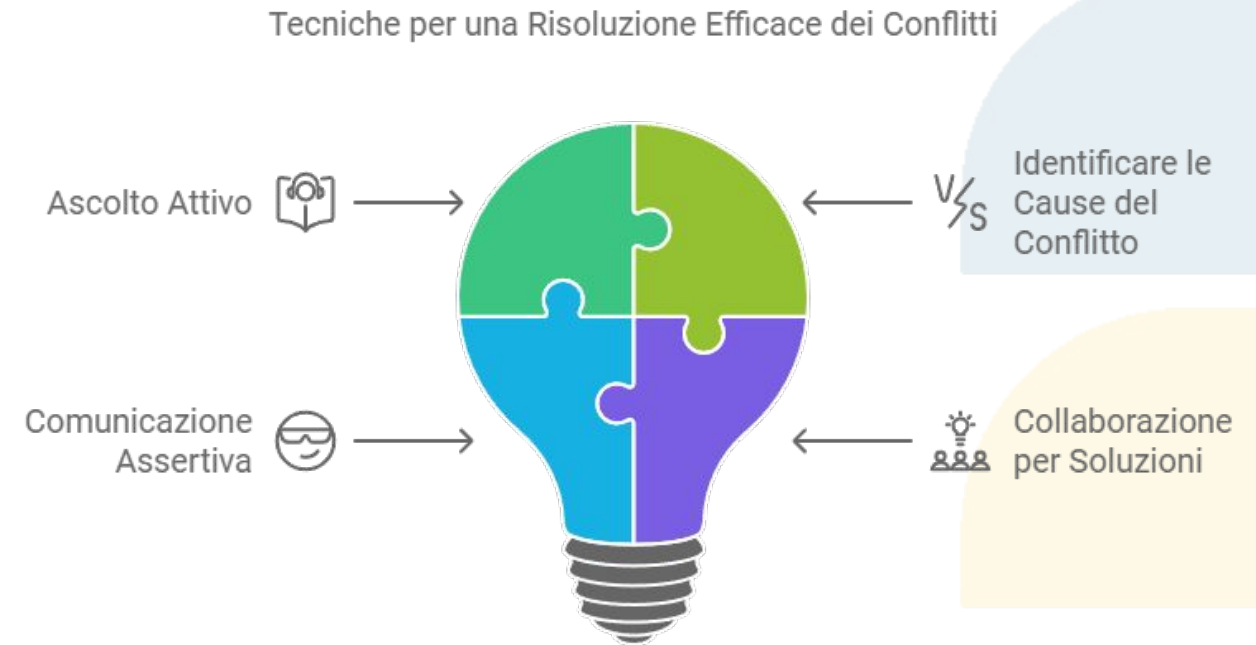 Tecniche per una Risoluzione Efficace dei Conflitti
Ascolto Attivo
V/S
Identificare le
Cause del
Conflitto
Comunicazione
Assertiva
Collaborazione
per Soluzioni